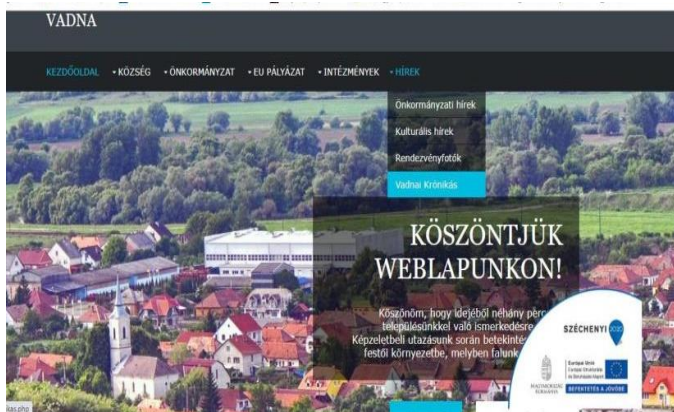 VADNA
KEZDŐOLDAL
KÖZSÉG
ÖNKORMÁNYZAT
EU PÁLYÁZAT
INTÉZMÉNYEK
HÍREK
Önkormányzati hírek
Kulturális hírek
Rendezvényfotók
Vadnai Krónikás
KÖSZÖNTJÜK
WEBLAPUNKON!
Köszönöm, hogy idejéből néhány
településünkkel való ismerkedésre
Képzeletbeli utazásunk során
festői környezetbe, melyben falunk
SZÉCHENYI 2020
MAGYARORSZÁG
KORMÁNYA
Európai Unió
BEFEKTETÉS A JÖVŐBE